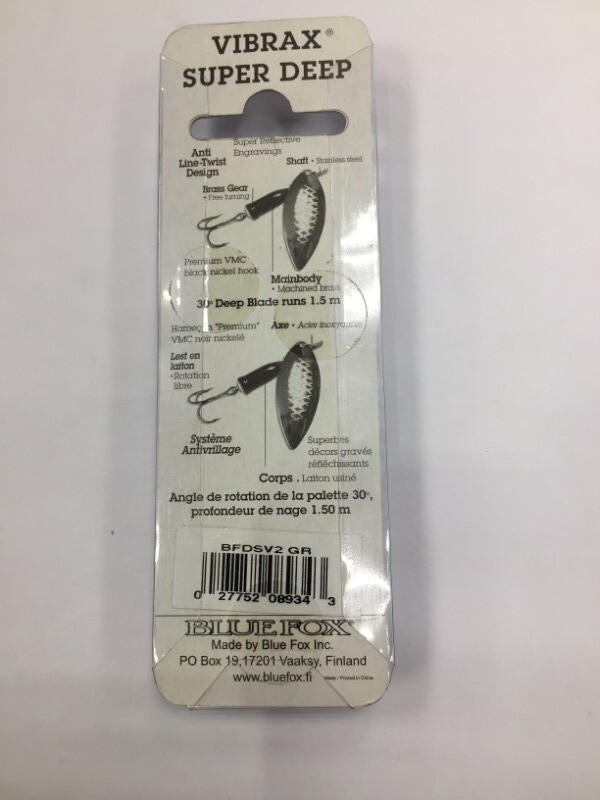 VIBRAX®
SUPER DEEP
Super Reflective
Engravings
Anti
Line-Twist
Design
Shaft • Stainless steel
Brass Gear
• Free turning
Premium VMC
black nickel hook
Mainbody
• Machined brass
30° Deep Blade runs 1.5 m
Hameçon "Premium"
VMC noir nickelé
Axe • Acier inoxydable
Lest en
laiton
•Rotation
libre
Système
Antivrillage
Superbes
décors gravés
réfléchissants
Corps . Laiton usiné
Angle de rotation de la palette 30°,
profondeur de nage 1.50 m
BFDSV2 GR
0 27752 08934 3
BLUE FOX
Made by Blue Fox Inc.
PO Box 19,17201 Vaaksy, Finland
www.bluefox.fi
Made / Printed in China